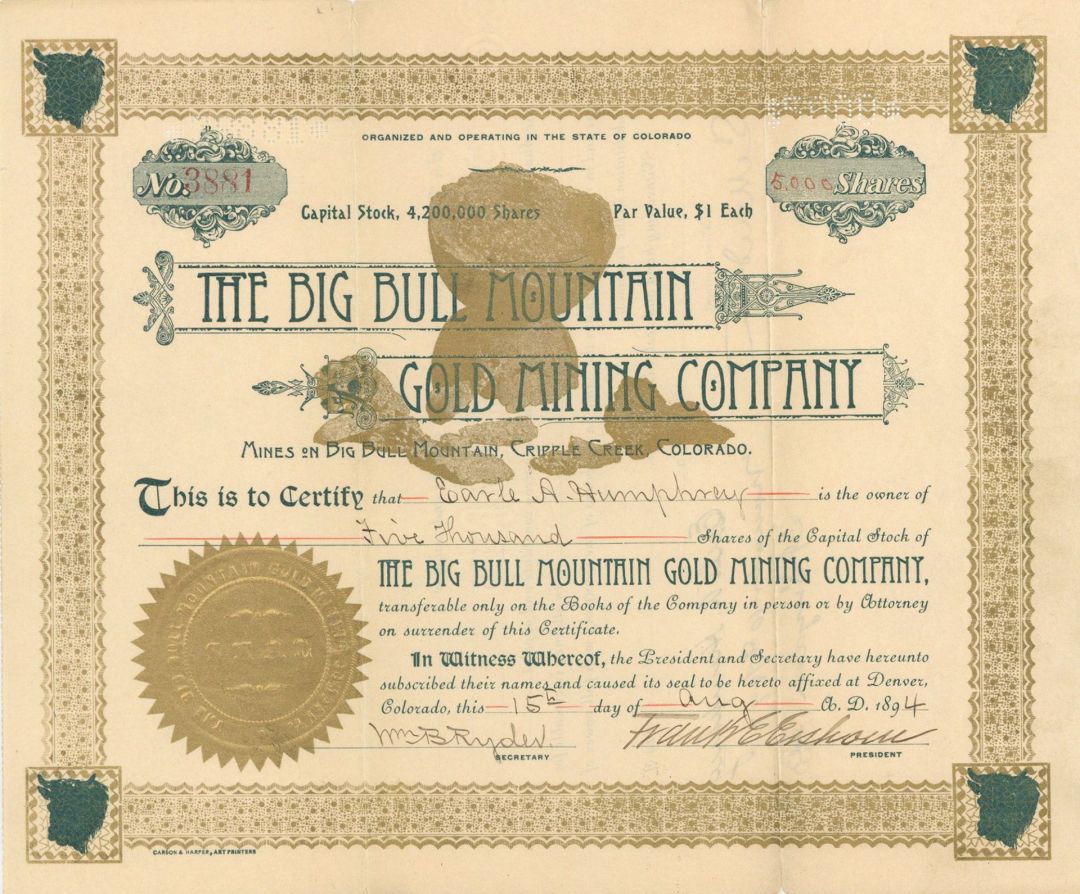 ORGANIZED AND OPERATING IN THE STATE OF COLORADO
No. 3881
5,000 Shares
Capital Stock, 4,200,000 Shares Par Value, $1 Each
THE BIG BULL MOUNTAIN
GOLD MINING COMPANY
MINES ON BIG BULL MOUNTAIN, CRIPPLE CREEK, COLORADO.
This is to Certify that Earle A. Humphrey is the owner of
Five Thousand Shares of the Capital Stock of
THE BIG BULL MOUNTAIN GOLD MINING COMPANY,
transferable only on the Books of the Company in person or by Attorney
on surrender of this Certificate.
In Witness Whereof, the President and Secretary have hereunto
subscribed their names and caused its seal to be hereto affixed at Denver,
Colorado, this 15th day of Aug A. D. 1894
Wm B Ryder.
SECRETARY
PRESIDENT
CARSON & HARPER, ART PRINTERS